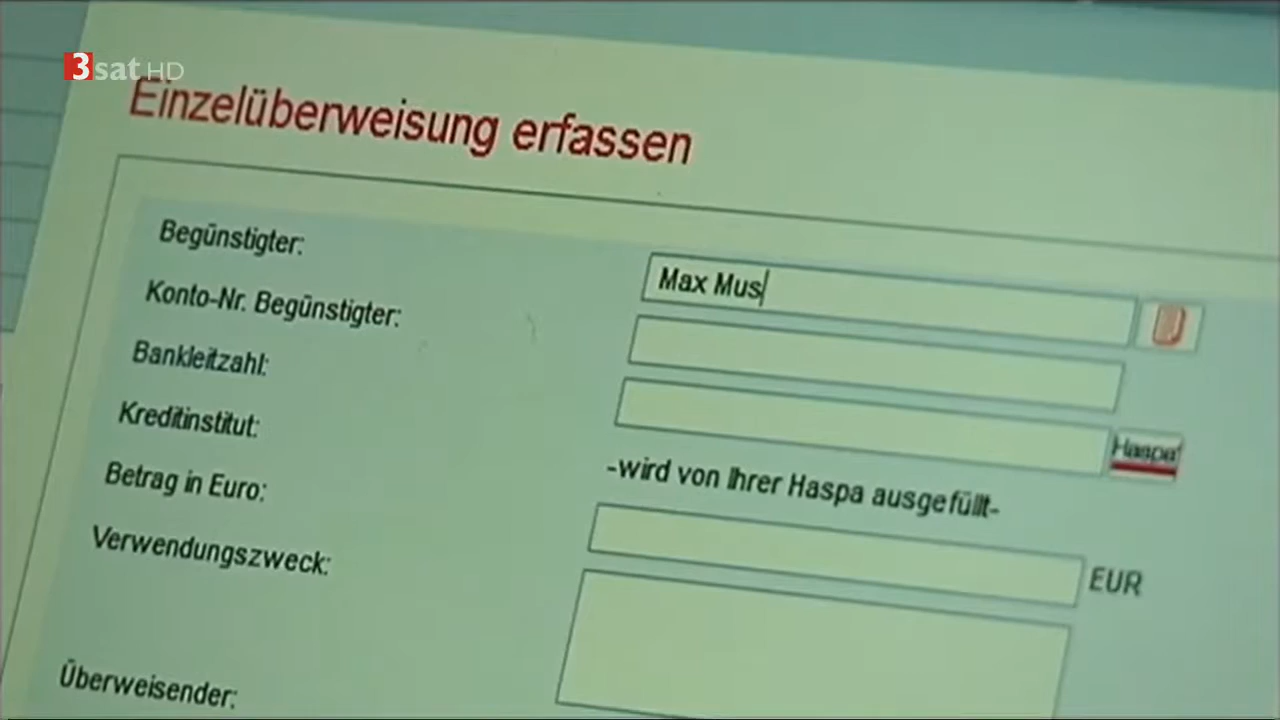 3sat HD
Einzelüberweisung erfassen
Begünstigter:
Max Mus
Konto-Nr. Begünstigter:
Bankleitzahl:
Haspa
Kreditinstitut:
-wird von Ihrer Haspa ausgefüllt-
Betrag in Euro:
EUR
Verwendungszweck:
Überweisender: